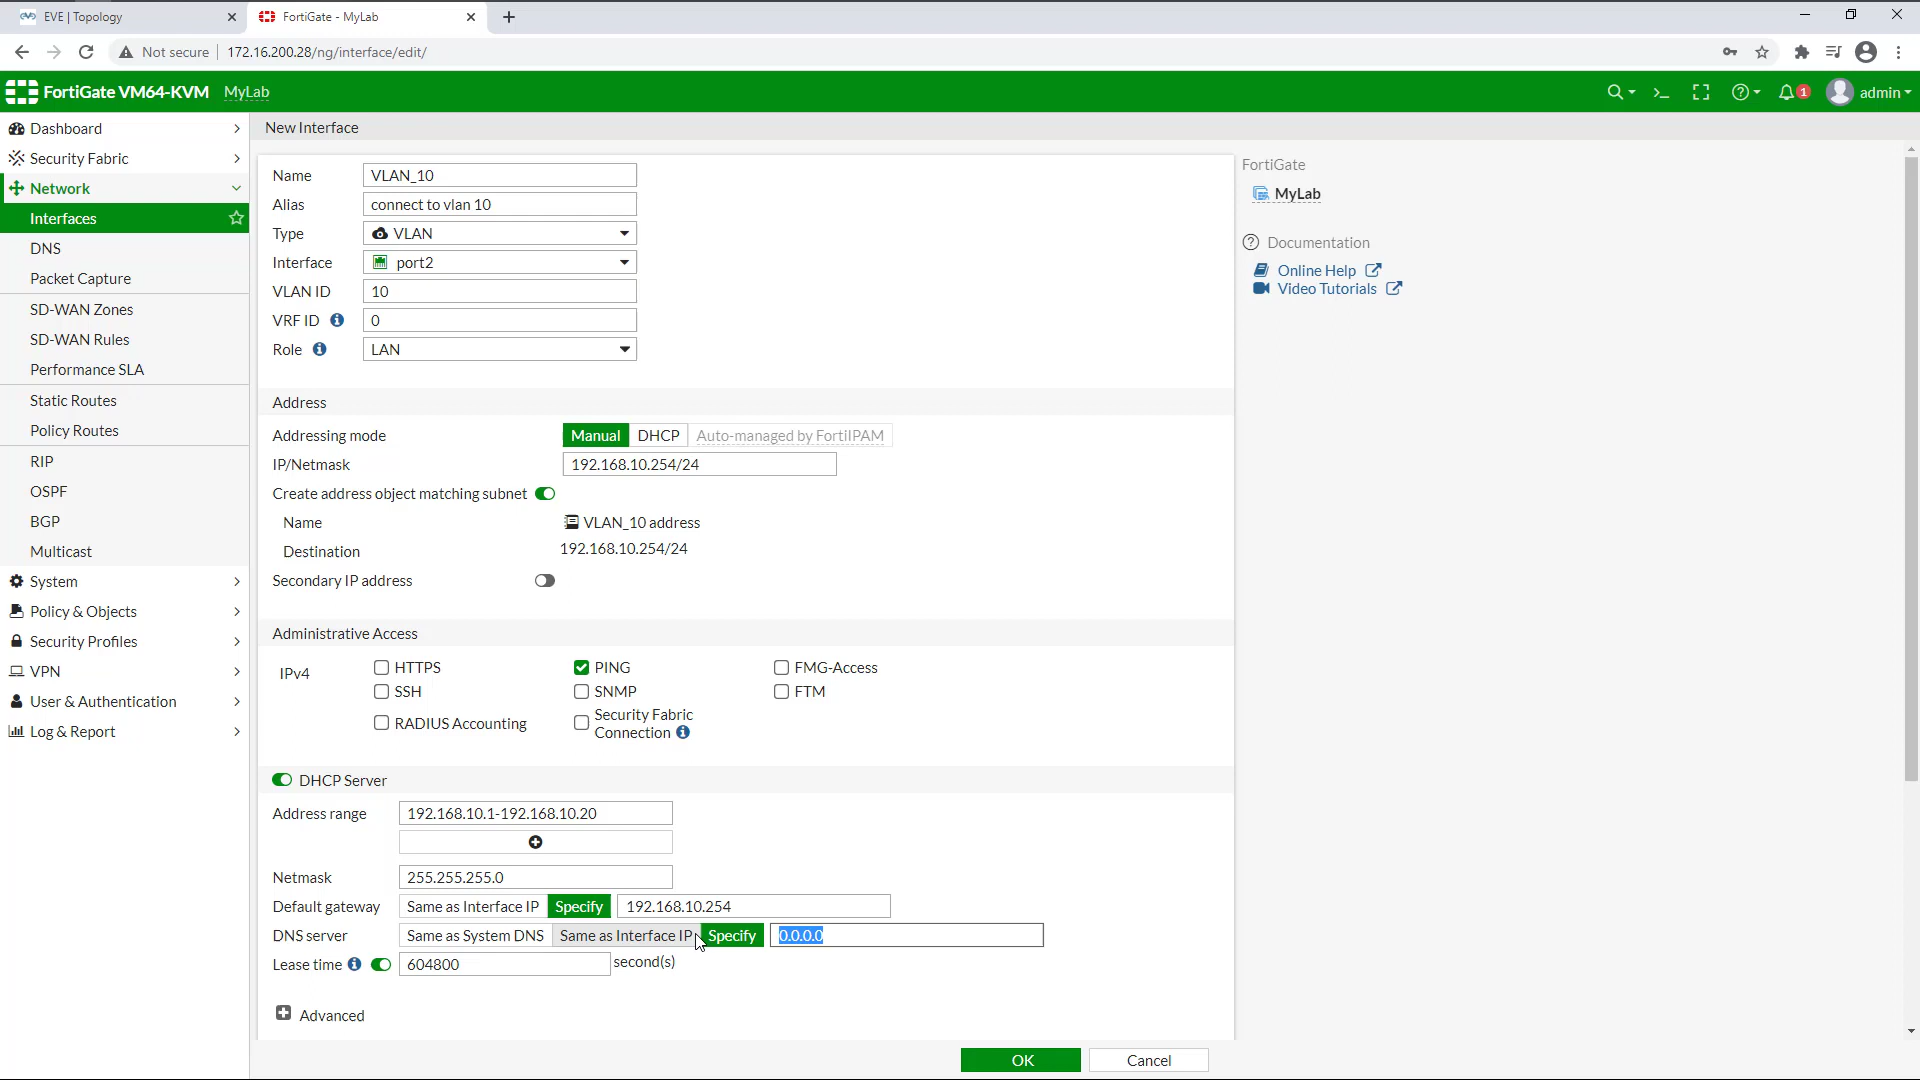 EVE | Topology
FortiGate - MyLab
Not secure
172.16.200.28/ng/interface/edit/
FortiGate VM64-KVM
MyLab
1
admin
Dashboard
Security Fabric
Network
Interfaces
DNS
Packet Capture
SD-WAN Zones
SD-WAN Rules
Performance SLA
Static Routes
Policy Routes
RIP
OSPF
BGP
Multicast
System
Policy & Objects
Security Profiles
VPN
User & Authentication
Log & Report
New Interface
Name VLAN_10
Alias connect to vlan 10
Type VLAN
Interface port2
VLAN ID 10
VRF ID 0
Role LAN
Address
Addressing mode Manual DHCP Auto-managed by FortiIPAM
IP/Netmask 192.168.10.254/24
Create address object matching subnet
Name VLAN_10 address
Destination 192.168.10.254/24
Secondary IP address
Administrative Access
IPv4
HTTPS PING FMG-Access
SSH SNMP FTM
RADIUS Accounting Security Fabric
Connection
DHCP Server
Address range 192.168.10.1-192.168.10.20
Netmask 255.255.255.0
Default gateway Same as Interface IP Specify 192.168.10.254
DNS server Same as System DNS Same as Interface IP Specify 0.0.0.0
Lease time 604800 second(s)
Advanced
OK Cancel
FortiGate
MyLab
Documentation
Online Help
Video Tutorials